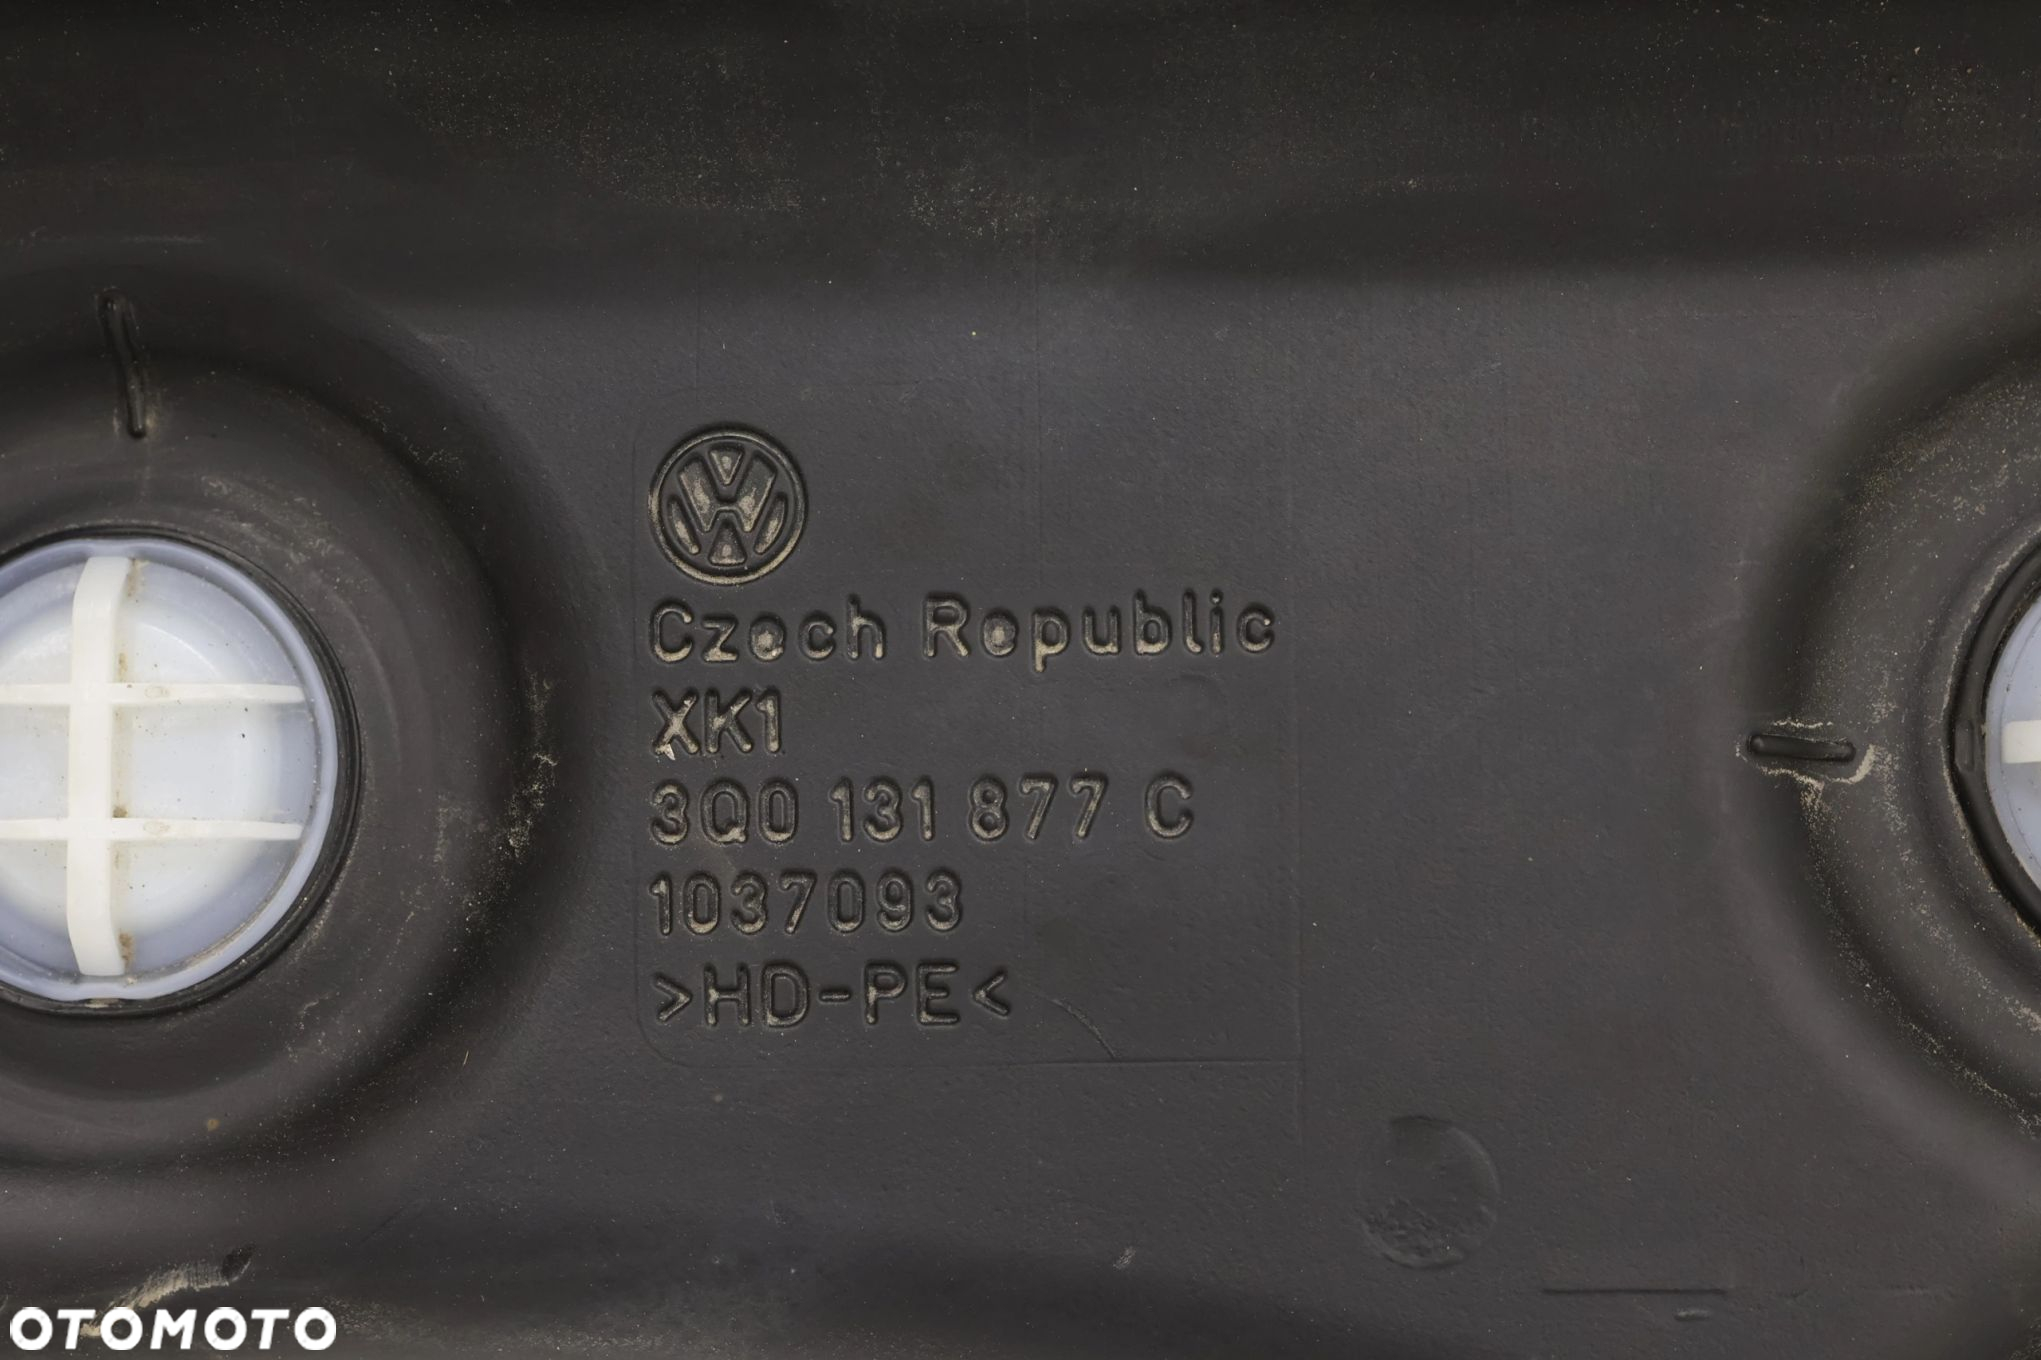 Czech Republic
XK1
3Q0 131 877 C
1037093
>HD-PE<
OTOMOTO